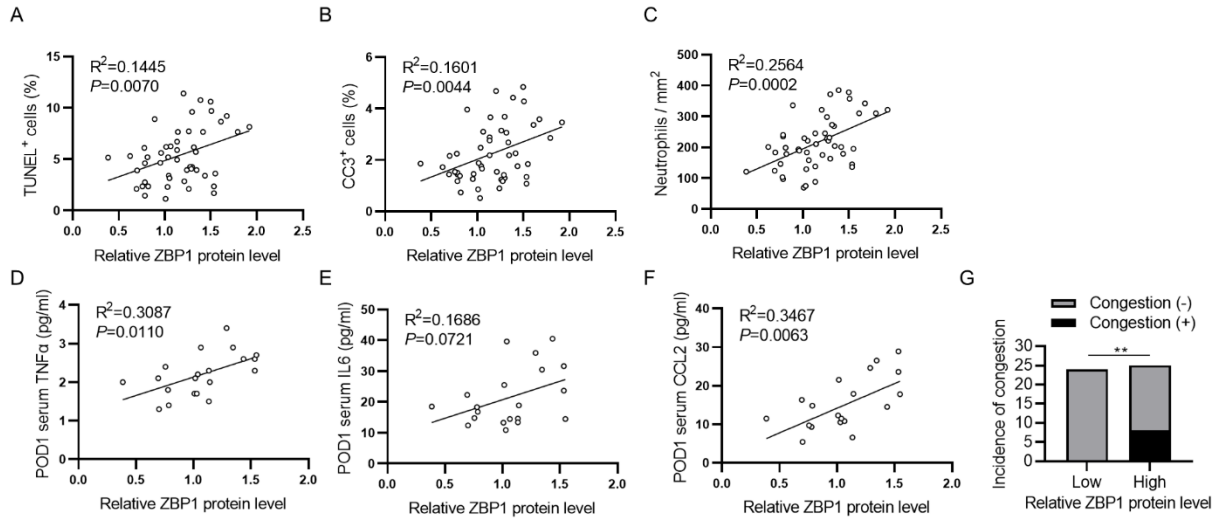 A
R²=0.1445
P=0.0070
TUNEL⁺ cells (%)
15
10
5
0
0.0 0.5 1.0 1.5 2.0 2.5
Relative ZBP1 protein level
B
R²=0.1601
P=0.0044
CC3⁺ cells (%)
6
4
2
0
0.0 0.5 1.0 1.5 2.0 2.5
Relative ZBP1 protein level
C
R²=0.2564
P=0.0002
Neutrophils / mm²
500
400
300
200
100
0
0.0 0.5 1.0 1.5 2.0 2.5
Relative ZBP1 protein level
D
R²=0.3087
P=0.0110
POD1 serum TNFα (pg/ml)
4
3
2
1
0
0.0 0.5 1.0 1.5 2.0
Relative ZBP1 protein level
E
R²=0.1686
P=0.0721
POD1 serum IL6 (pg/ml)
50
40
30
20
10
0
0.0 0.5 1.0 1.5 2.0
Relative ZBP1 protein level
F
R²=0.3467
P=0.0063
POD1 serum CCL2 (pg/ml)
40
30
20
10
0
0.0 0.5 1.0 1.5 2.0
Relative ZBP1 protein level
G
Congestion (-)
Congestion (+)
Incidence of congestion
30
25
20
15
10
5
0
**
Low High
Relative ZBP1 protein level